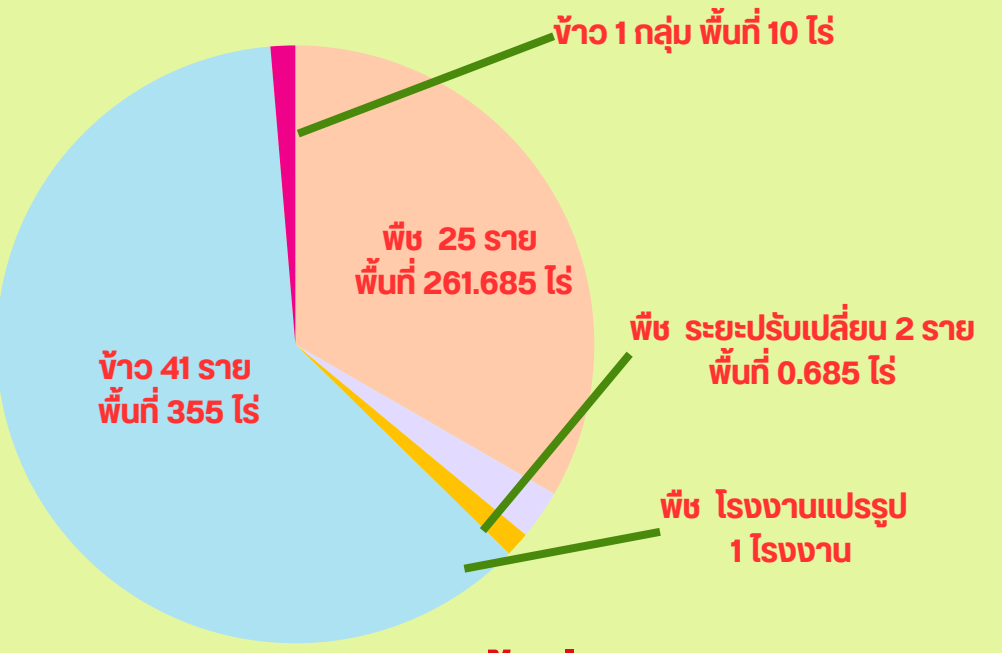 ข้าว 1 กลุ่ม พื้นที่ 10 ไร่
พืช 25 ราย
พื้นที่ 261.685 ไร่
พืช ระยะปรับเปลี่ยน 2 ราย
พื้นที่ 0.685 ไร่
ข้าว 41 ราย
พื้นที่ 355 ไร่
พืช โรงงานแปรรูป
1 โรงงาน